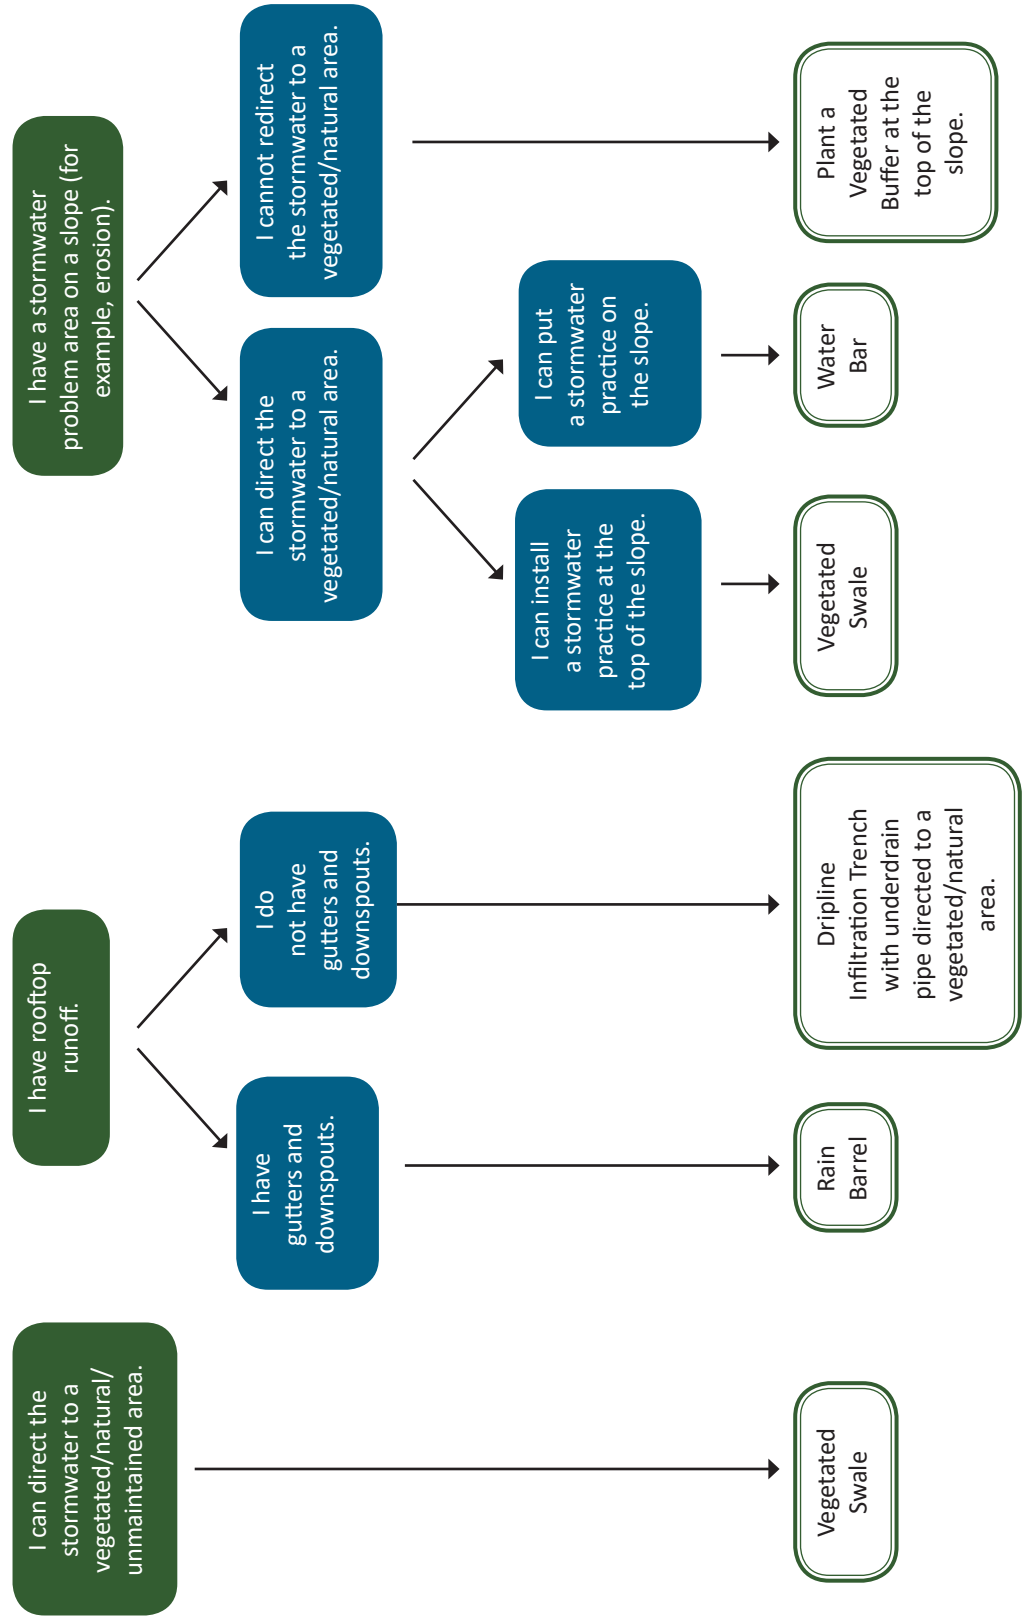 I can direct the
stormwater to a
vegetated/natural/
unmaintained area.
I have rooftop
runoff.
I have a stormwater
problem area on a slope (for
example, erosion).
I have
gutters and
downspouts.
I do
not have
gutters and
downspouts.
I can direct the
stormwater to a
vegetated/natural area.
I cannot redirect
the stormwater to a
vegetated/natural area.
I can install
a stormwater
practice at the
top of the slope.
I can put
a stormwater
practice on
the slope.
Vegetated
Swale
Rain
Barrel
Dripline
Infiltration Trench
with underdrain
pipe directed to a
vegetated/natural
area.
Vegetated
Swale
Water
Bar
Plant a
Vegetated
Buffer at the
top of the
slope.